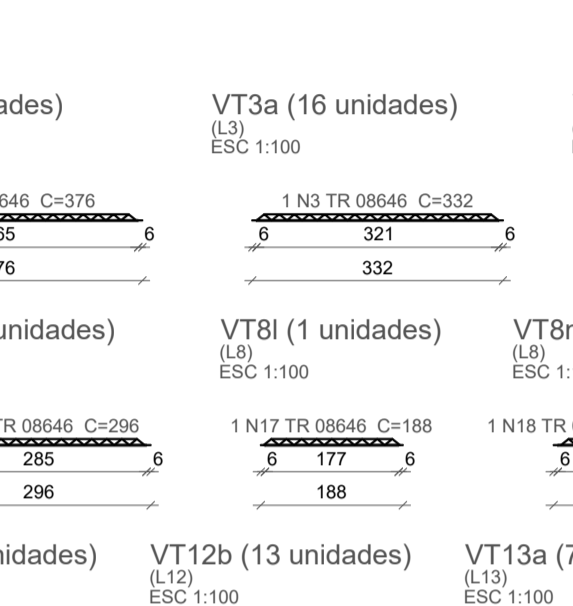 ades) VT3a (16 unidades)
(L3)
ESC 1:100
646 C=376 1 N3 TR 08646 C=332
65 6 6 321 6
76 332
unidades) VT8l (1 unidades) VT8
(L8) (L8)
ESC 1:100 ESC 1:
TR 08646 C=296 1 N17 TR 08646 C=188 1 N18 TR
285 6 6 177 6 6
296 188
nidades) VT12b (13 unidades) VT13a (7
(L12) (L13)
ESC 1:100 ESC 1:100